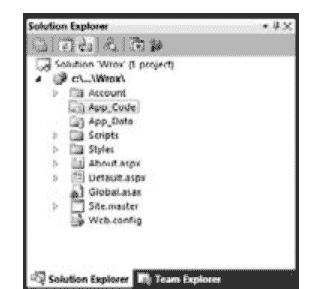 Solution Explorer
Solution 'Wrox' (1 project)
c:\...\Wrox\
Account
App_Code
App_Data
Scripts
Styles
About.aspx
Default.aspx
Global.asax
Site.master
Web.config
Solution Explorer Team Explorer